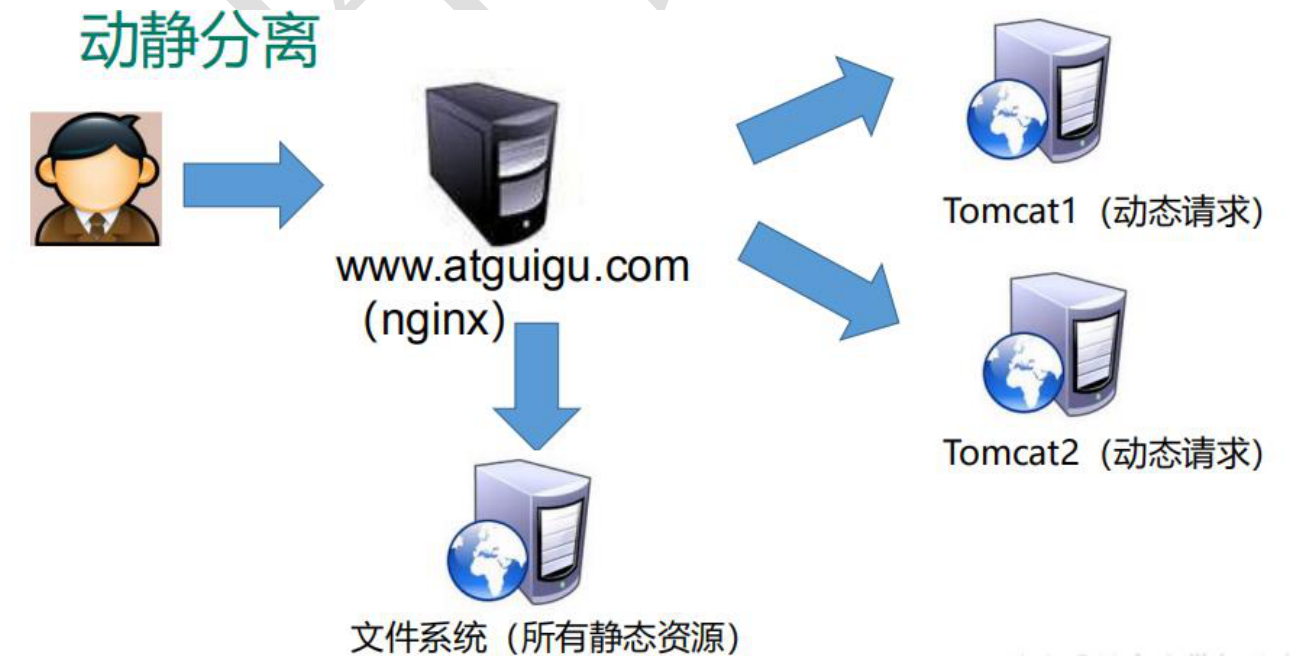 动静分离
www.atguigu.com
（nginx）
Tomcat1（动态请求）
Tomcat2（动态请求）
文件系统（所有静态资源）